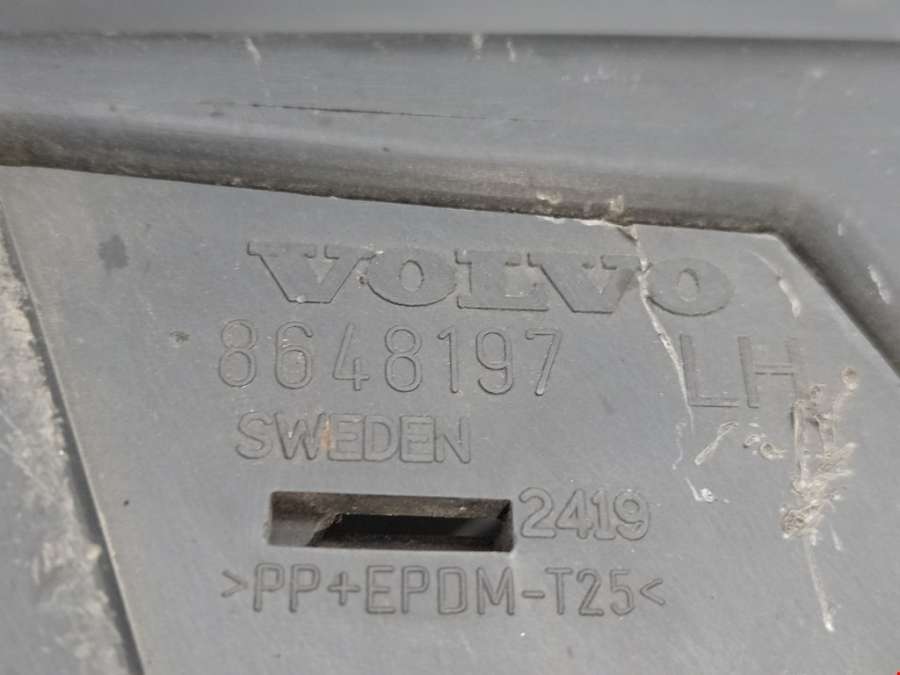 VOLVO
8648197 LH
SWEDEN
2419
>PP+EPDM-T25<